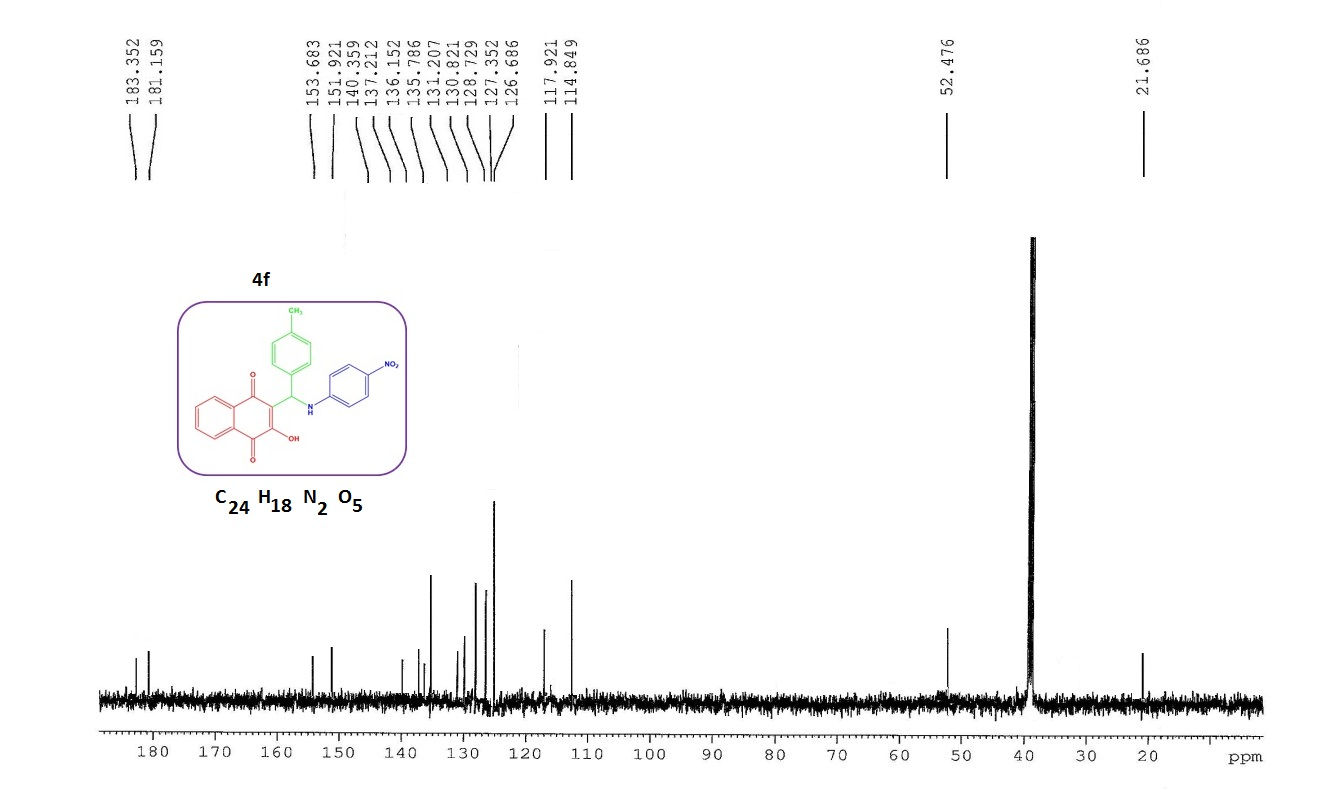 183.352
181.159
153.683
151.921
140.359
137.212
136.152
135.786
131.207
130.821
128.729
127.352
126.686
117.921
114.849
52.476
21.686
4f
CH3
NO2
O
N
H
OH
O
C24 H18 N2 O5
180 170 160 150 140 130 120 110 100 90 80 70 60 50 40 30 20 ppm